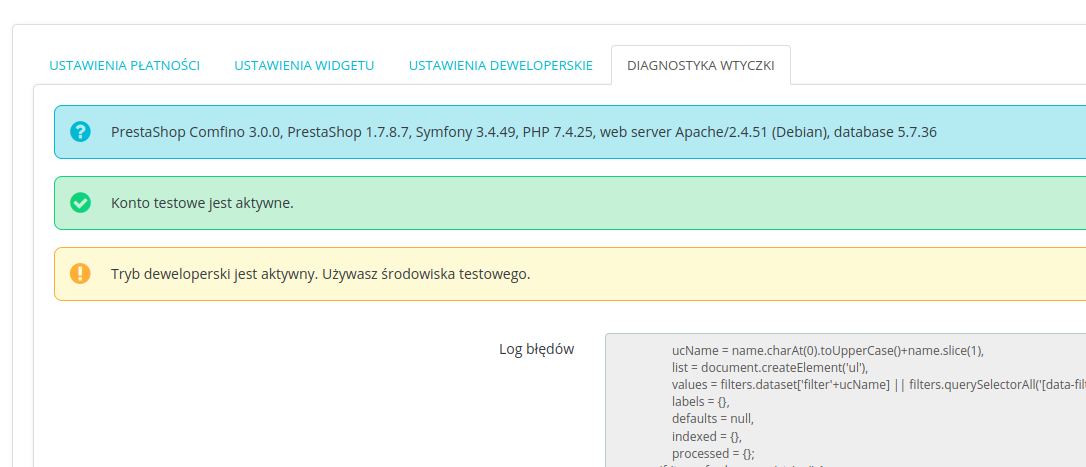 USTAWIENIA PŁATNOŚCI USTAWIENIA WIDGETU USTAWIENIA DEWELOPERSKIE DIAGNOSTYKA WTYCZKI
PrestaShop Comfino 3.0.0, PrestaShop 1.7.8.7, Symfony 3.4.49, PHP 7.4.25, web server Apache/2.4.51 (Debian), database 5.7.36
Konto testowe jest aktywne.
Tryb deweloperski jest aktywny. Używasz środowiska testowego.
Log błędów
ucName = name.charAt(0).toUpperCase()+name.slice(1),
list = document.createElement('ul'),
values = filters.dataset['filter'+ucName] || filters.querySelectorAll('[data-filt
labels = {},
defaults = null,
indexed = {},
processed = {};